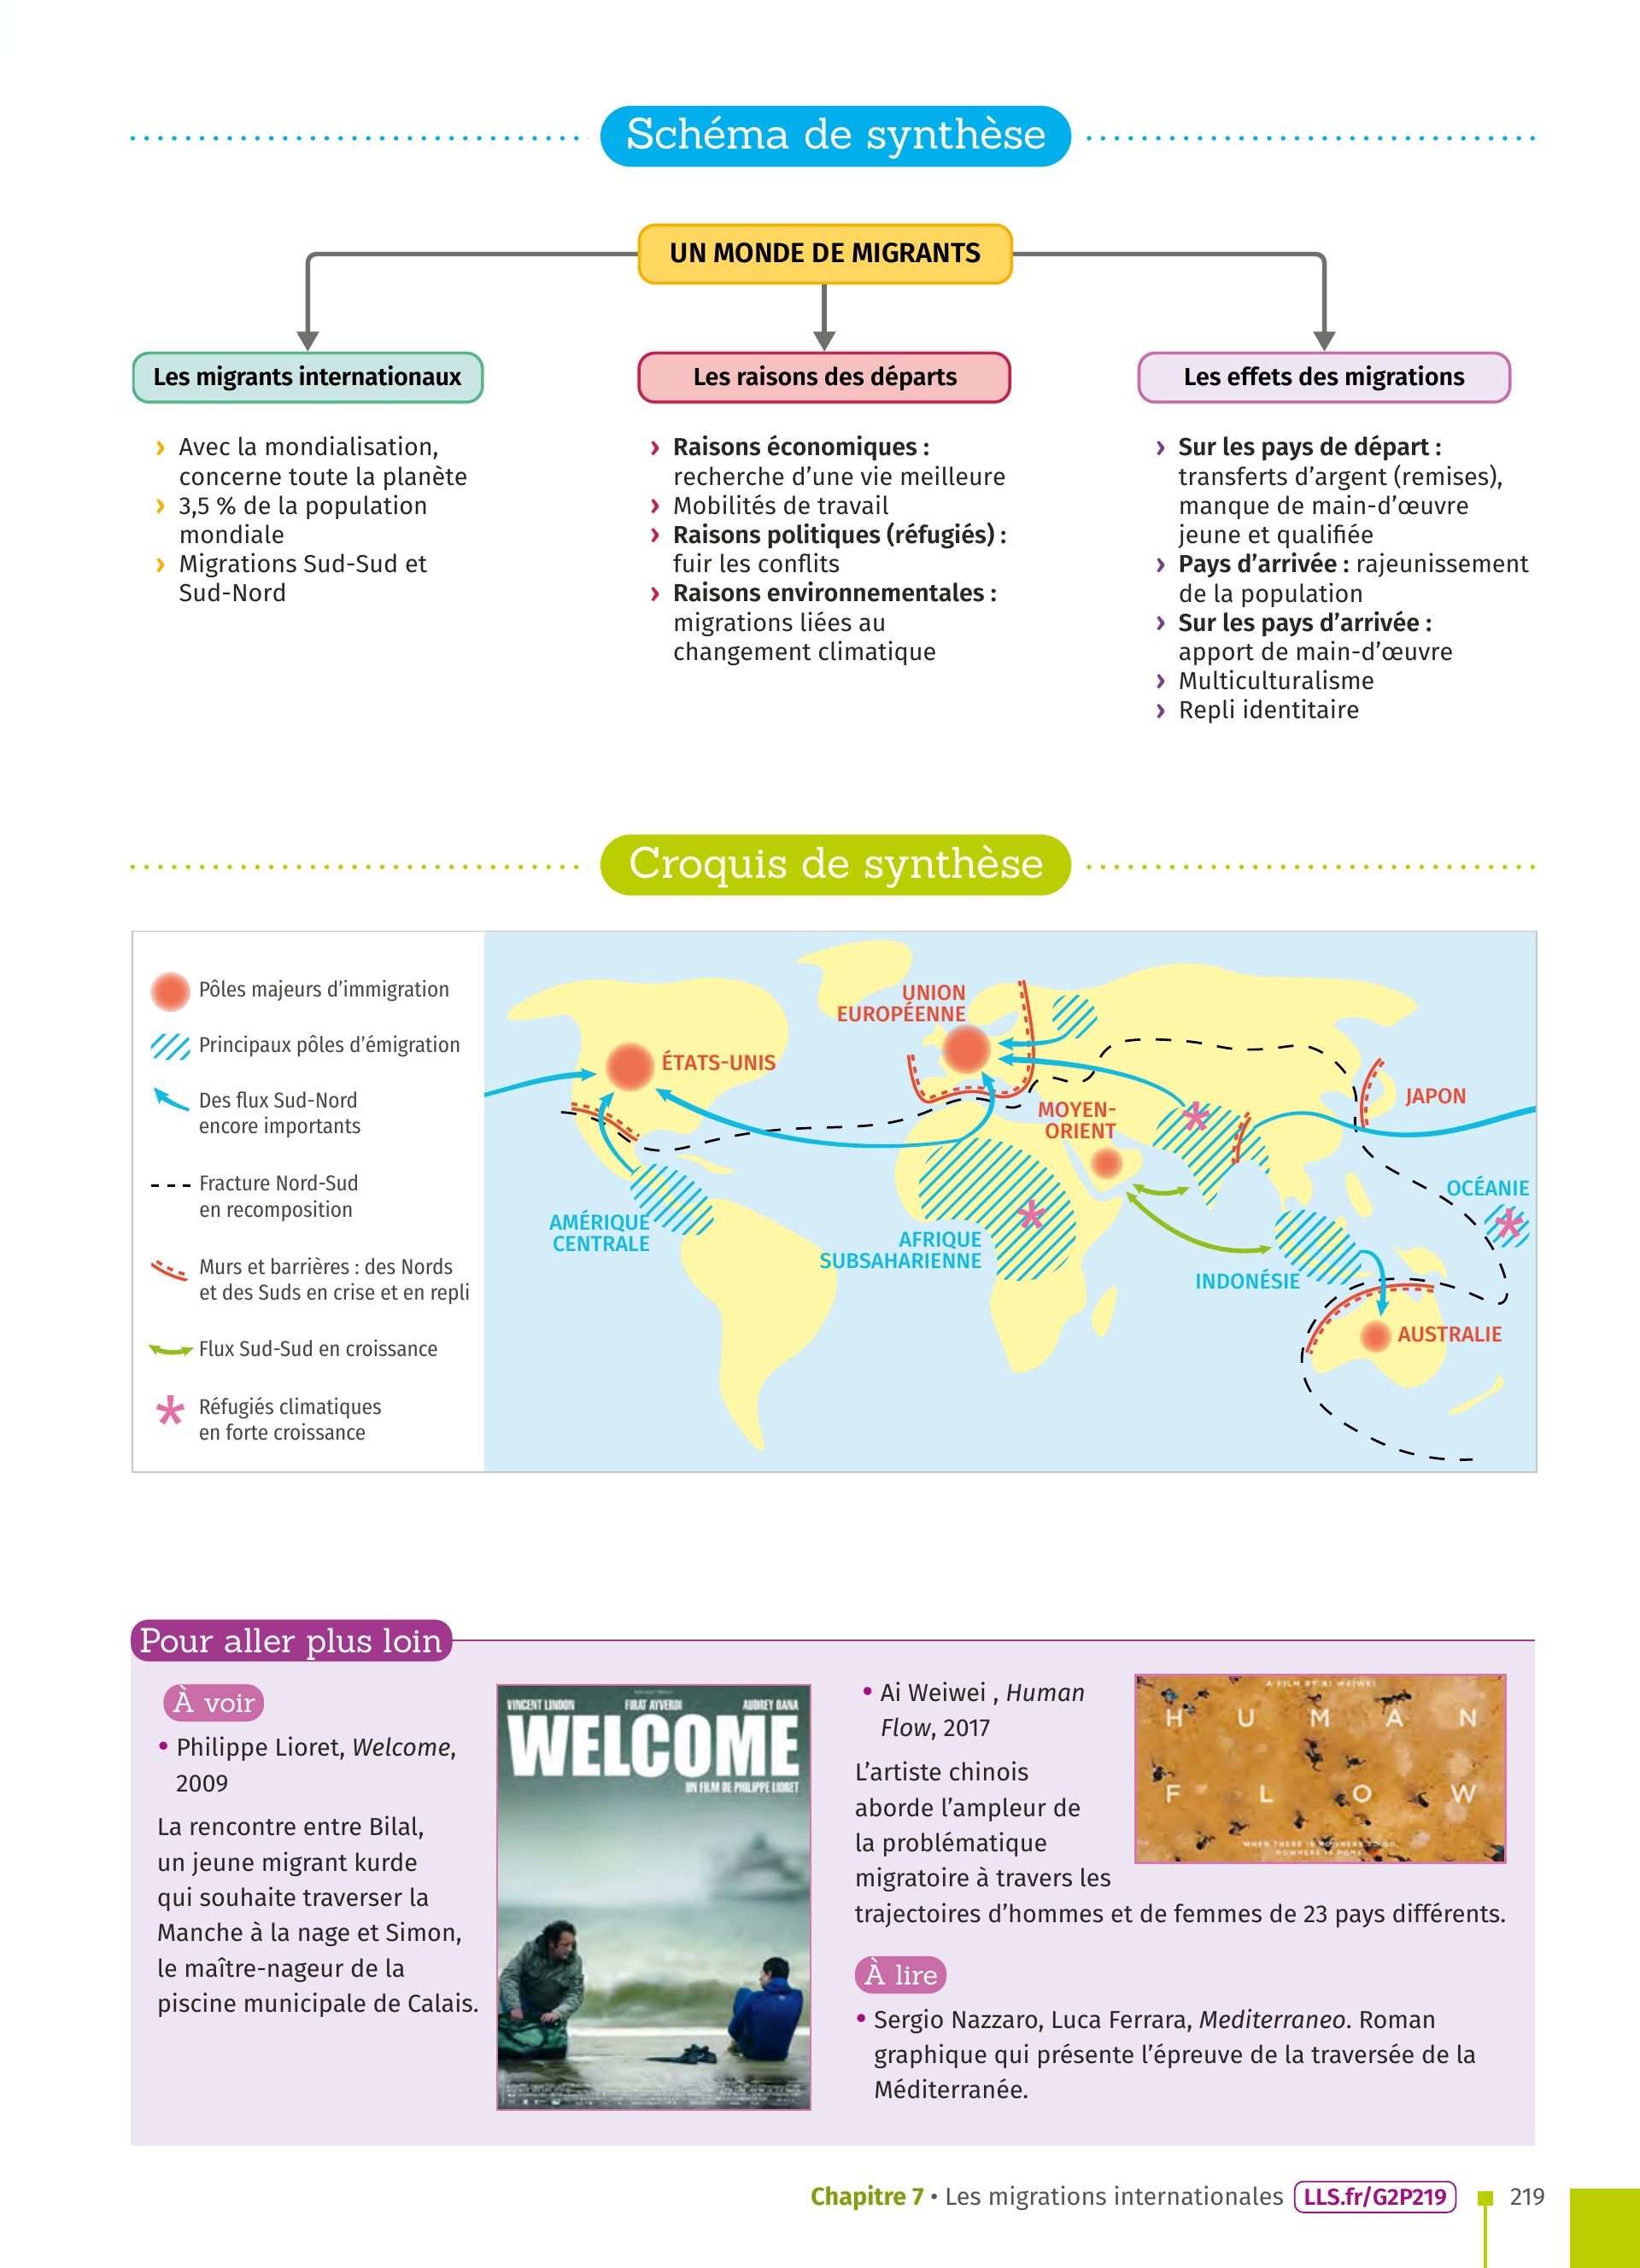 Schéma de synthèse
UN MONDE DE MIGRANTS
Les migrants internationaux
› Avec la mondialisation,
concerne toute la planète
› 3,5 % de la population
mondiale
› Migrations Sud-Sud et
Sud-Nord
Les raisons des départs
› Raisons économiques :
recherche d'une vie meilleure
› Mobilités de travail
› Raisons politiques (réfugiés) :
fuir les conflits
› Raisons environnementales :
migrations liées au
changement climatique
Les effets des migrations
› Sur les pays de départ :
transferts d'argent (remises),
manque de main-d'œuvre
jeune et qualifiée
› Pays d'arrivée : rajeunissement
de la population
› Sur les pays d'arrivée :
apport de main-d'œuvre
› Multiculturalisme
› Repli identitaire
Croquis de synthèse
Pôles majeurs d'immigration
Principaux pôles d'émigration
Des flux Sud-Nord
encore importants
Fracture Nord-Sud
en recomposition
Murs et barrières : des Nords
et des Suds en crise et en repli
Flux Sud-Sud en croissance
Réfugiés climatiques
en forte croissance
UNION
EUROPÉENNE
ÉTATS-UNIS
JAPON
MOYEN-
ORIENT
OCÉANIE
AMÉRIQUE
CENTRALE
AFRIQUE
SUBSAHARIENNE
INDONÉSIE
AUSTRALIE
Pour aller plus loin
À voir
• Philippe Lioret, Welcome,
2009
La rencontre entre Bilal,
un jeune migrant kurde
qui souhaite traverser la
Manche à la nage et Simon,
le maître-nageur de la
piscine municipale de Calais.
VINCENT LINDON FIRAT AYVERDI AUDREY DANA
WELCOME
UN FILM DE PHILIPPE LIORET
• Ai Weiwei , Human
Flow, 2017
L'artiste chinois
aborde l'ampleur de
la problématique
migratoire à travers les
trajectoires d'hommes et de femmes de 23 pays différents.
A FILM BY AI WEIWEI
HUMAN
FLOW
WHEN THERE IS NOWHERE TO GO,
NOWHERE IS HOME.
À lire
• Sergio Nazzaro, Luca Ferrara, Mediterraneo. Roman
graphique qui présente l'épreuve de la traversée de la
Méditerranée.
Chapitre 7 • Les migrations internationales LLS.fr/G2P219 219